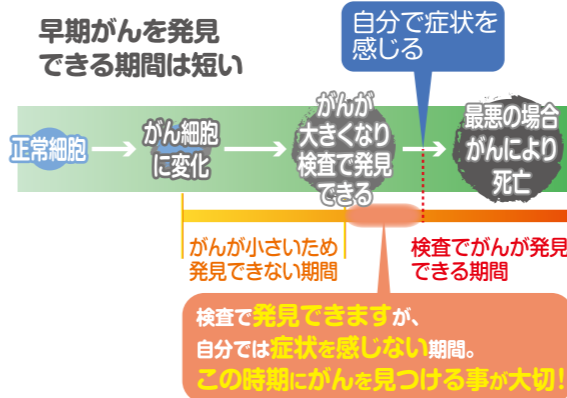 早期がんを発見
できる期間は短い
自分で症状を
感じる
正常細胞
がん細胞
に変化
がんが
大きくなり
検査で発見
できる
最悪の場合
がんにより
死亡
がんが小さいため
発見できない期間
検査でがんが発見
できる期間
検査で発見できますが、
自分では症状を感じない期間。
この時期にがんを見つける事が大切!